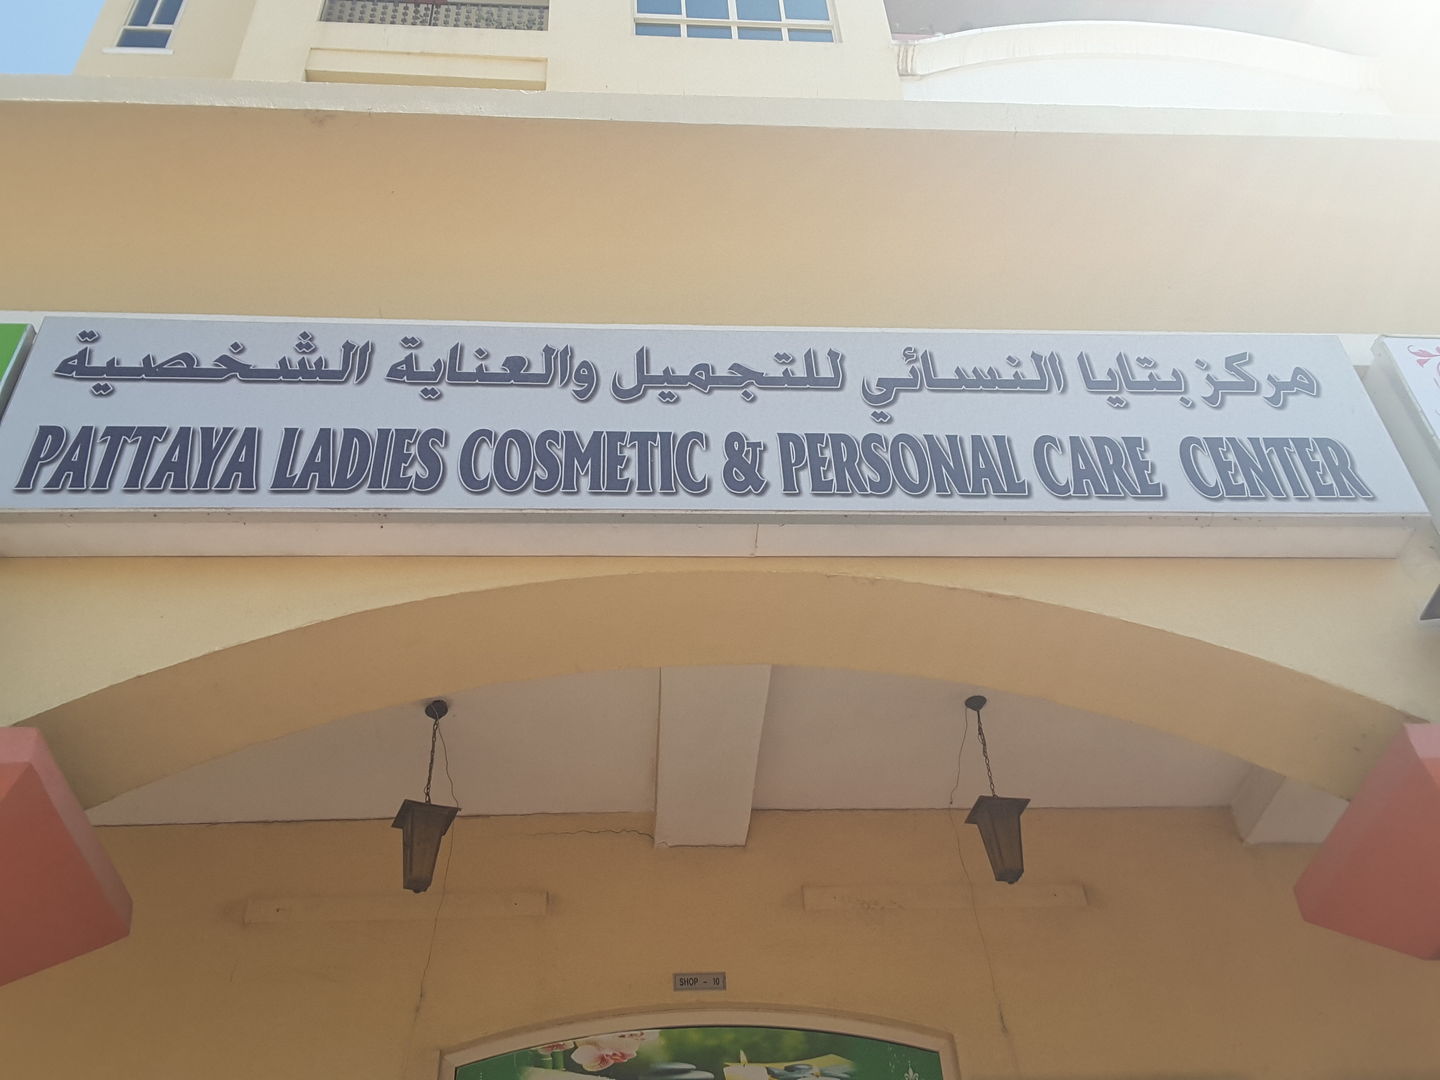 مركز بتايا النسائي للتجميل والعناية الشخصية
PATTAYA LADIES COSMETIC & PERSONAL CARE CENTER
SHOP - 10